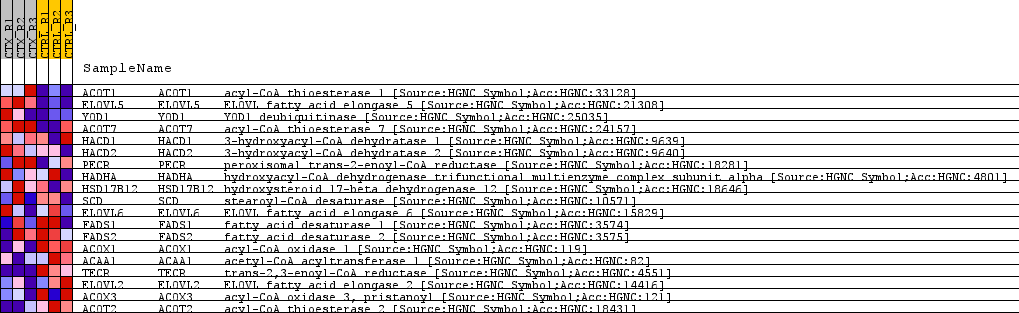 CTX_R1 CTX_R2 CTX_R3 CTRL_R1 CTRL_R2 CTRL_R3
SampleName
ACOT1 ACOT1 acyl-CoA thioesterase 1 [Source:HGNC Symbol;Acc:HGNC:33128]
ELOVL5 ELOVL5 ELOVL fatty acid elongase 5 [Source:HGNC Symbol;Acc:HGNC:21308]
YOD1 YOD1 YOD1 deubiquitinase [Source:HGNC Symbol;Acc:HGNC:25035]
ACOT7 ACOT7 acyl-CoA thioesterase 7 [Source:HGNC Symbol;Acc:HGNC:24157]
HACD1 HACD1 3-hydroxyacyl-CoA dehydratase 1 [Source:HGNC Symbol;Acc:HGNC:9639]
HACD2 HACD2 3-hydroxyacyl-CoA dehydratase 2 [Source:HGNC Symbol;Acc:HGNC:9640]
PECR PECR peroxisomal trans-2-enoyl-CoA reductase [Source:HGNC Symbol;Acc:HGNC:18281]
HADHA HADHA hydroxyacyl-CoA dehydrogenase trifunctional multienzyme complex subunit alpha [Source:HGNC Symbol;Acc:HGNC:4801]
HSD17B12 HSD17B12 hydroxysteroid 17-beta dehydrogenase 12 [Source:HGNC Symbol;Acc:HGNC:18646]
SCD SCD stearoyl-CoA desaturase [Source:HGNC Symbol;Acc:HGNC:10571]
ELOVL6 ELOVL6 ELOVL fatty acid elongase 6 [Source:HGNC Symbol;Acc:HGNC:15829]
FADS1 FADS1 fatty acid desaturase 1 [Source:HGNC Symbol;Acc:HGNC:3574]
FADS2 FADS2 fatty acid desaturase 2 [Source:HGNC Symbol;Acc:HGNC:3575]
ACOX1 ACOX1 acyl-CoA oxidase 1 [Source:HGNC Symbol;Acc:HGNC:119]
ACAA1 ACAA1 acetyl-CoA acyltransferase 1 [Source:HGNC Symbol;Acc:HGNC:82]
TECR TECR trans-2,3-enoyl-CoA reductase [Source:HGNC Symbol;Acc:HGNC:4551]
ELOVL2 ELOVL2 ELOVL fatty acid elongase 2 [Source:HGNC Symbol;Acc:HGNC:14416]
ACOX3 ACOX3 acyl-CoA oxidase 3, pristanoyl [Source:HGNC Symbol;Acc:HGNC:121]
ACOT2 ACOT2 acyl-CoA thioesterase 2 [Source:HGNC Symbol;Acc:HGNC:18431]